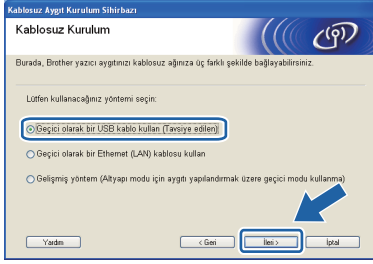 Kablosuz Aygıt Kurulum Sihirbazı
Kablosuz Kurulum
Burada, Brother yazıcı aygıtınızı kablosuz ağınıza üç farklı şekilde bağlayabilirsiniz.
Lütfen kullanacağınız yöntemi seçin:
Geçici olarak bir USB kablo kullan (Tavsiye edilen)
Geçici olarak bir Ethernet (LAN) kablosu kullan
Gelişmiş yöntem (Altyapı modu için aygıtı yapılandırmak üzere geçici modu kullanma)
Yardım
< Geri
İleri >
İptal